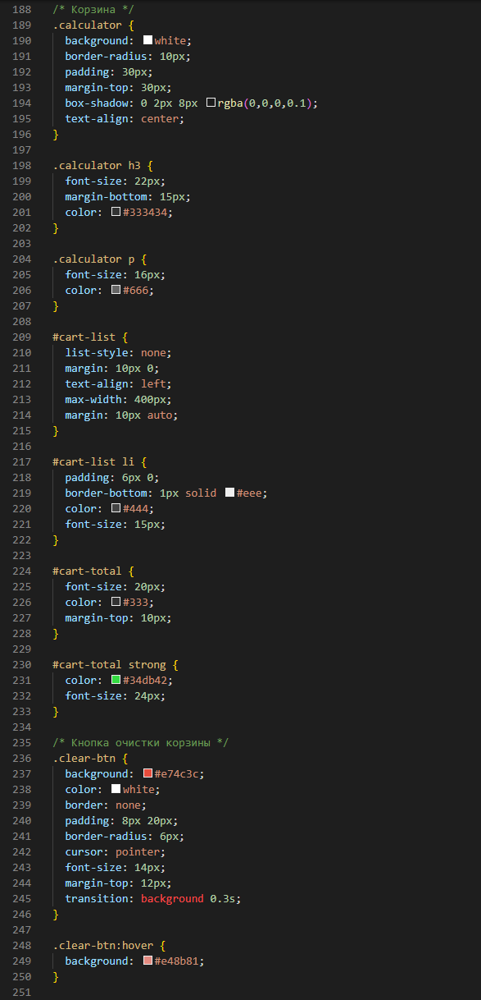 188 /* Корзина */
189 .calculator {
190   background: white;
191   border-radius: 10px;
192   padding: 30px;
193   margin-top: 30px;
194   box-shadow: 0 2px 8px rgba(0,0,0,0.1);
195   text-align: center;
196 }
197
198 .calculator h3 {
199   font-size: 22px;
200   margin-bottom: 15px;
201   color: #333434;
202 }
203
204 .calculator p {
205   font-size: 16px;
206   color: #666;
207 }
208
209 #cart-list {
210   list-style: none;
211   margin: 10px 0;
212   text-align: left;
213   max-width: 400px;
214   margin: 10px auto;
215 }
216
217 #cart-list li {
218   padding: 6px 0;
219   border-bottom: 1px solid #eee;
220   color: #444;
221   font-size: 15px;
222 }
223
224 #cart-total {
225   font-size: 20px;
226   color: #333;
227   margin-top: 10px;
228 }
229
230 #cart-total strong {
231   color: #34db42;
232   font-size: 24px;
233 }
234
235 /* Кнопка очистки корзины */
236 .clear-btn {
237   background: #e74c3c;
238   color: white;
239   border: none;
240   padding: 8px 20px;
241   border-radius: 6px;
242   cursor: pointer;
243   font-size: 14px;
244   margin-top: 12px;
245   transition: background 0.3s;
246 }
247
248 .clear-btn:hover {
249   background: #e48b81;
250 }
251